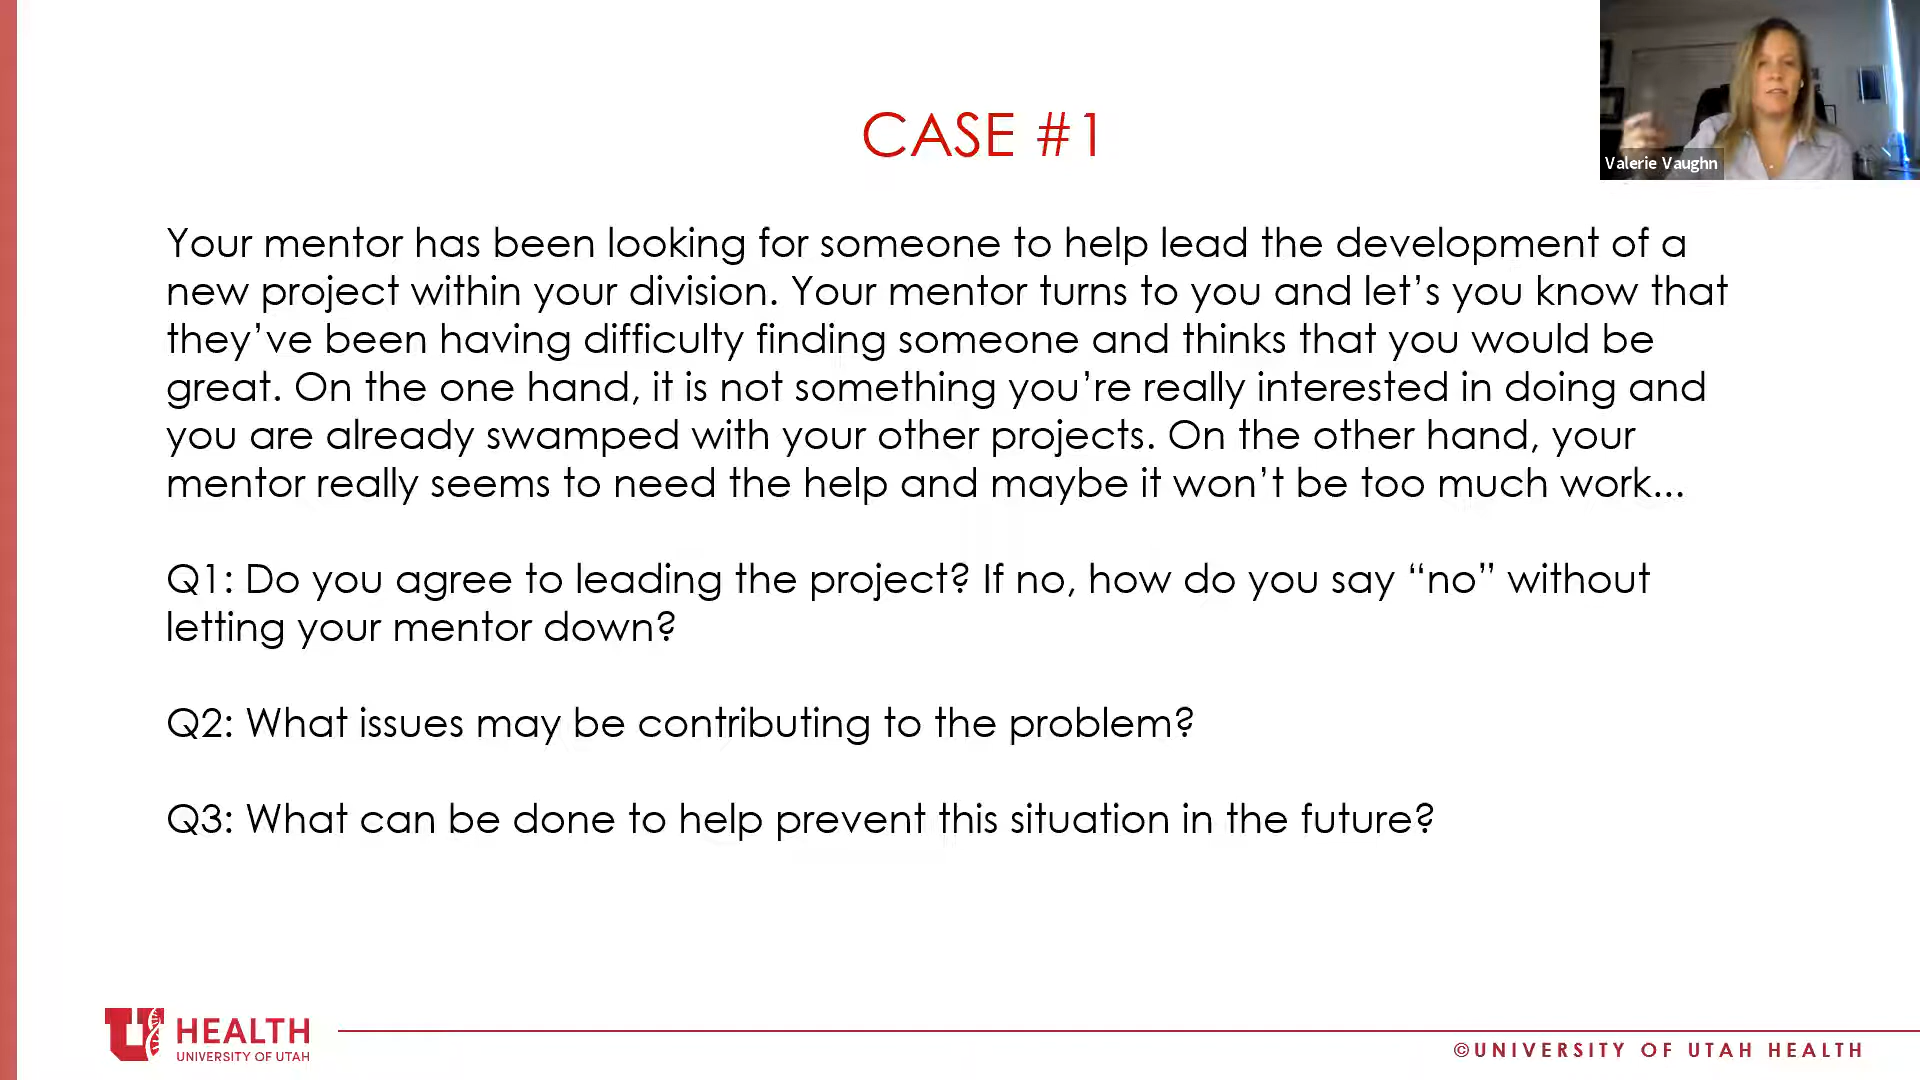 CASE #1
Valerie Vaughn
Your mentor has been looking for someone to help lead the development of a
new project within your division. Your mentor turns to you and let’s you know that
they’ve been having difficulty finding someone and thinks that you would be
great. On the one hand, it is not something you’re really interested in doing and
you are already swamped with your other projects. On the other hand, your
mentor really seems to need the help and maybe it won’t be too much work...
Q1: Do you agree to leading the project? If no, how do you say “no” without
letting your mentor down?
Q2: What issues may be contributing to the problem?
Q3: What can be done to help prevent this situation in the future?
U HEALTH
UNIVERSITY OF UTAH
©UNIVERSITY OF UTAH HEALTH